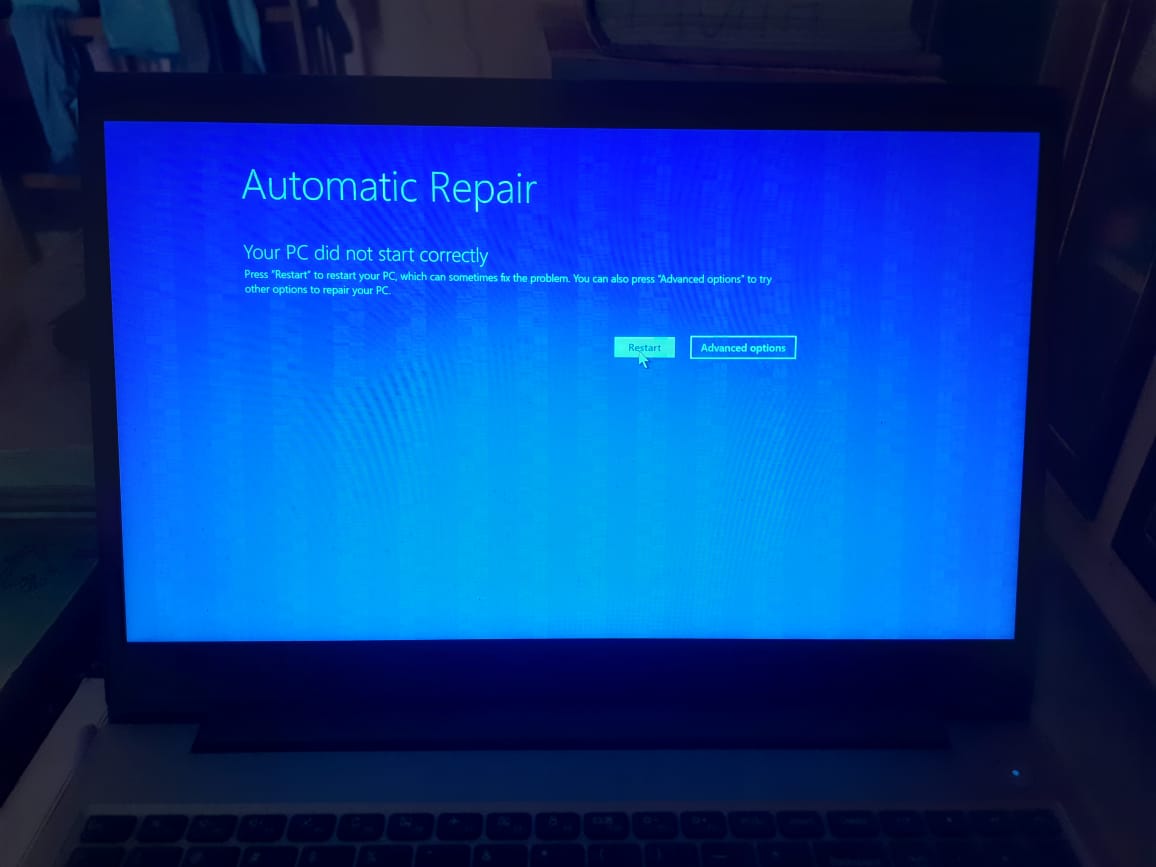 Automatic Repair
Your PC did not start correctly
Press "Restart" to restart your PC, which can sometimes fix the problem. You can also press "Advanced options" to try
other options to repair your PC.
Restart Advanced options